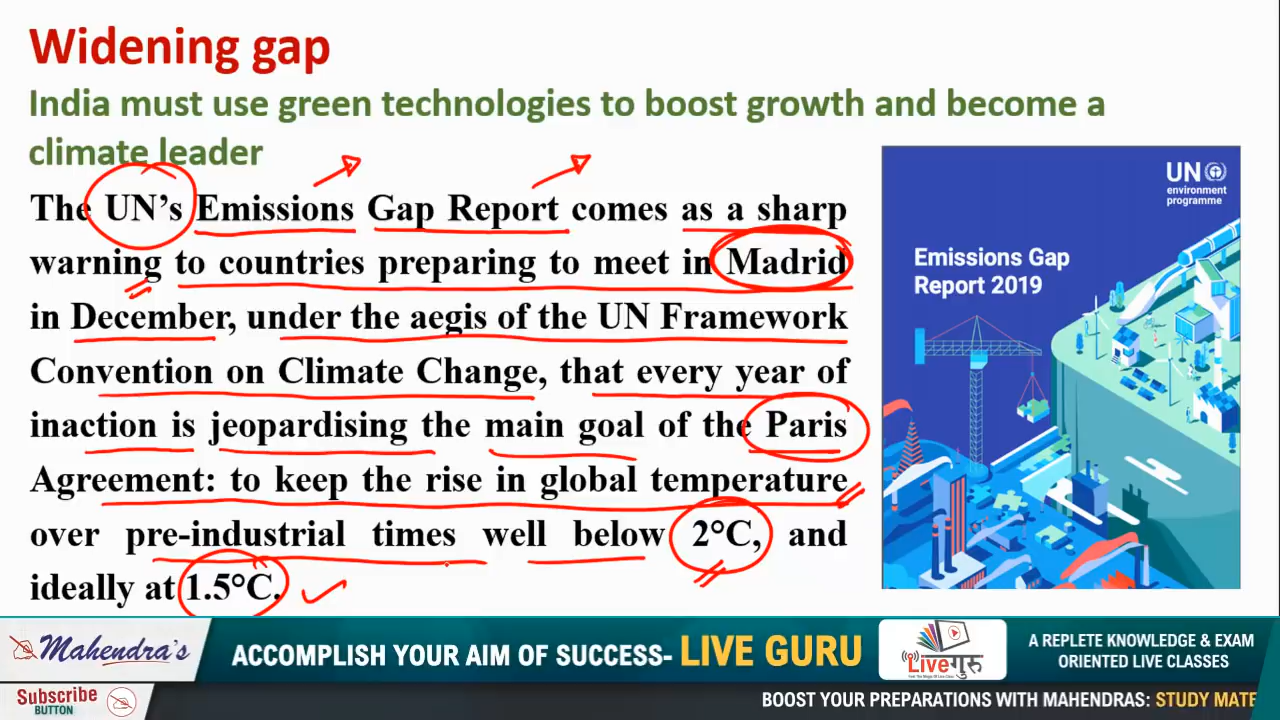 Widening gap
India must use green technologies to boost growth and become a
climate leader
The UN’s Emissions Gap Report comes as a sharp
warning to countries preparing to meet in Madrid
in December, under the aegis of the UN Framework
Convention on Climate Change, that every year of
inaction is jeopardising the main goal of the Paris
Agreement: to keep the rise in global temperature
over pre-industrial times well below 2°C, and
ideally at 1.5°C.
UN
environment
programme
Emissions Gap
Report 2019
Mahendra's
ACCOMPLISH YOUR AIM OF SUCCESS- LIVE GURU
Liveगुरु
A REPLETE KNOWLEDGE & EXAM
ORIENTED LIVE CLASSES
Subscribe
BUTTON
BOOST YOUR PREPARATIONS WITH MAHENDRAS: STUDY MATE